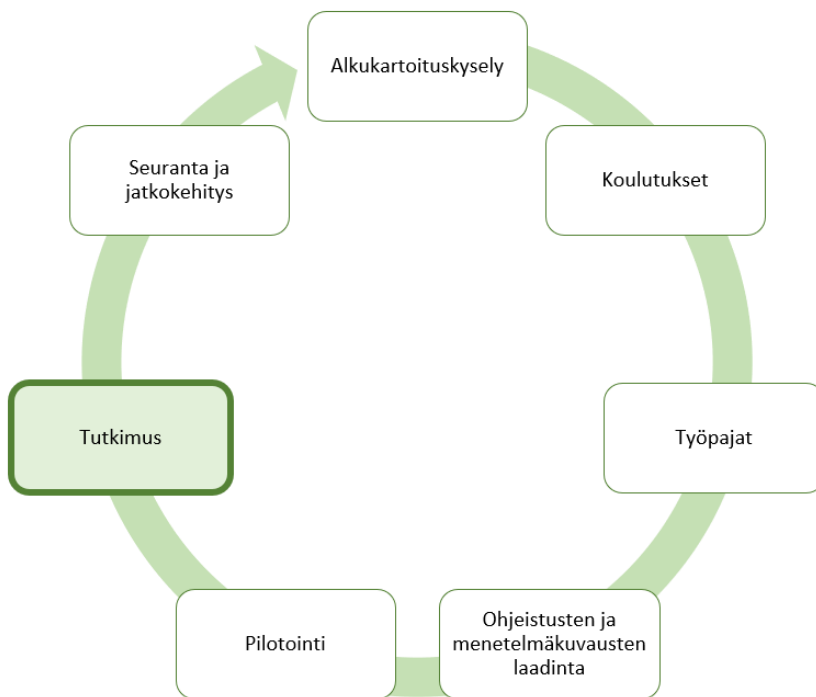 Alkukartoituskysely
Koulutukset
Työpajat
Ohjeistusten ja
menetelmäkuvausten
laadinta
Pilotointi
Tutkimus
Seuranta ja
jatkokehitys